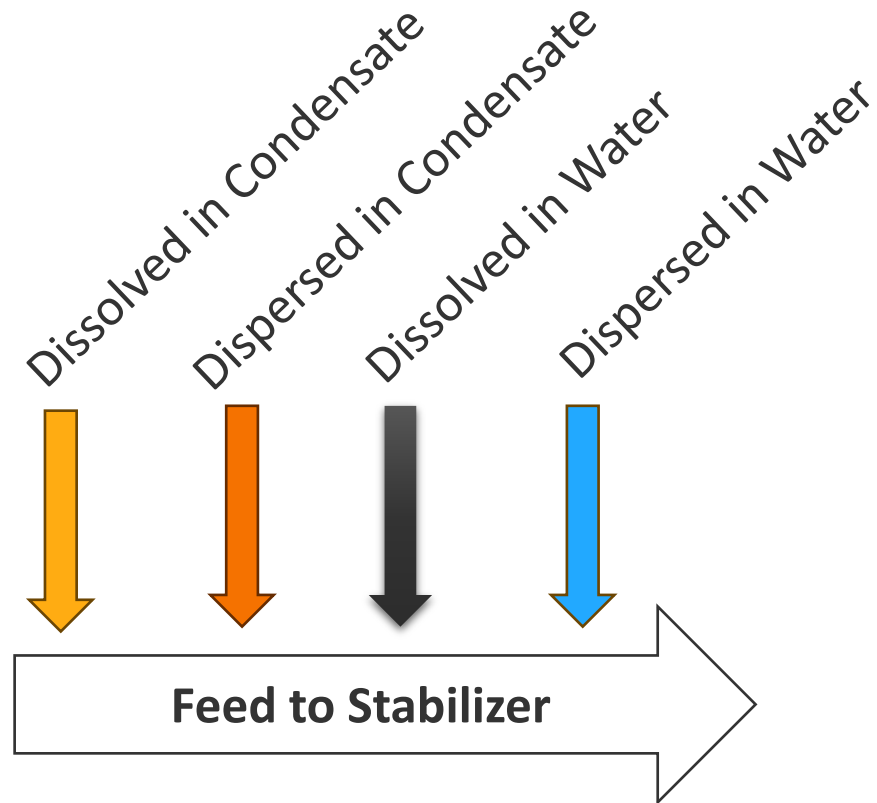 Dissolved in Condensate
Dispersed in Condensate
Dissolved in Water
Dispersed in Water
Feed to Stabilizer